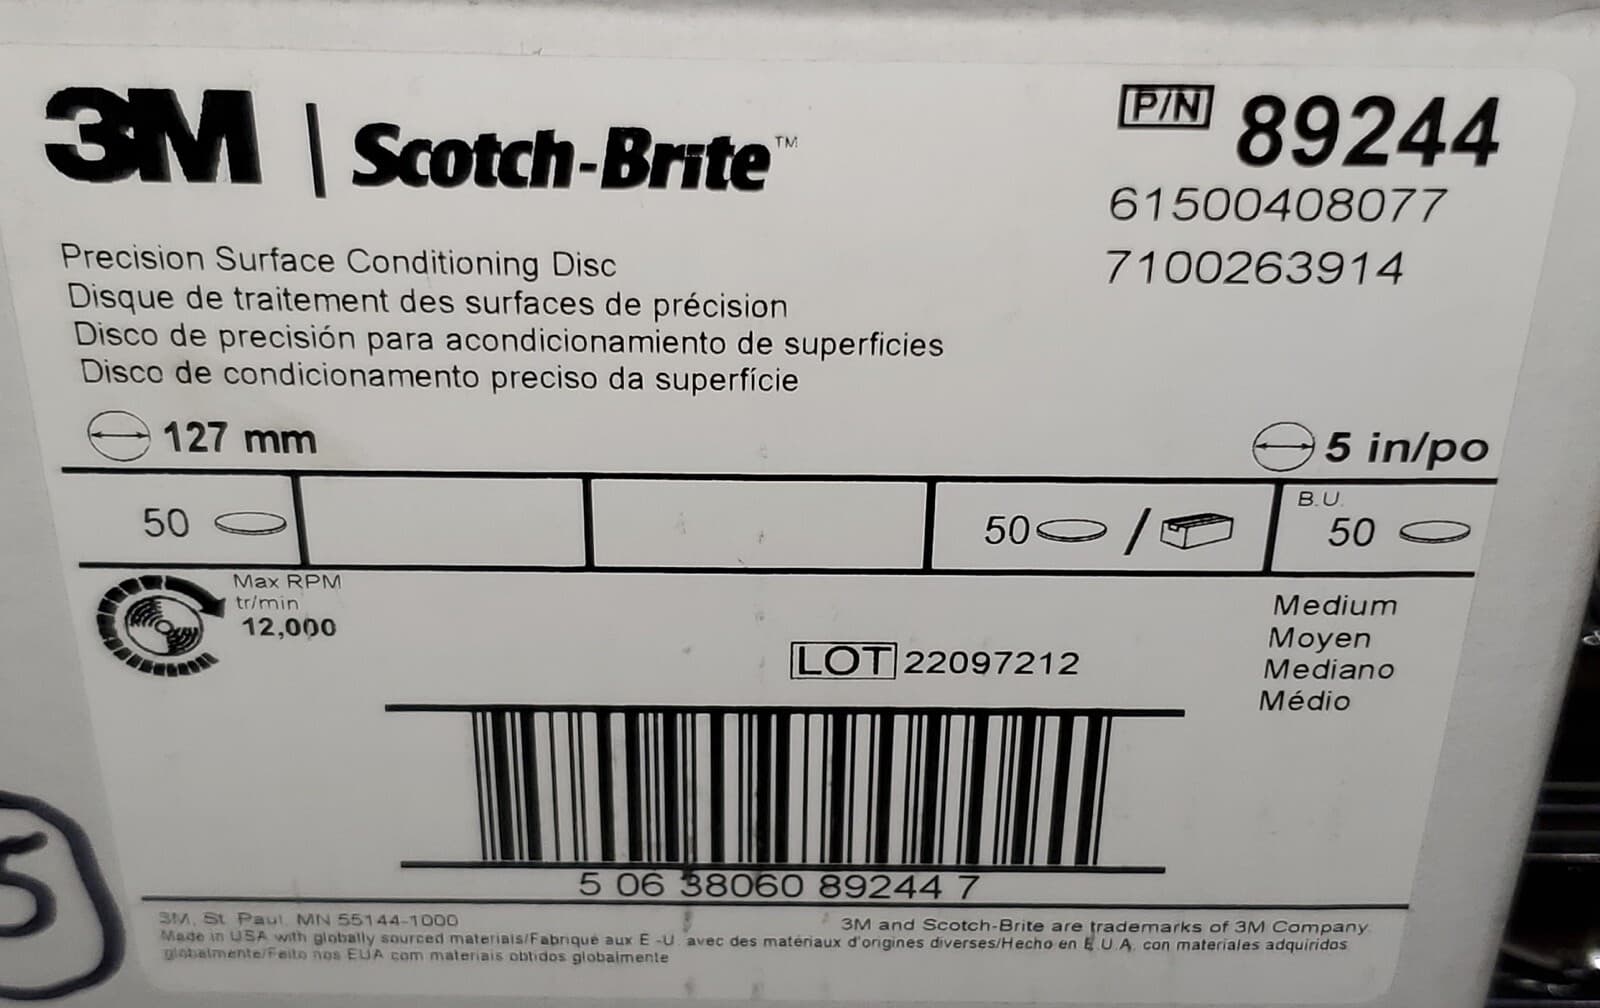 3M | Scotch-Brite™
P/N 89244
61500408077
7100263914
Precision Surface Conditioning Disc
Disque de traitement des surfaces de précision
Disco de precisión para acondicionamiento de superficies
Disco de condicionamento preciso da superfície
127 mm
5 in/po
50
50 /
B.U.
50
Max RPM
tr/min
12,000
Medium
Moyen
Mediano
Médio
LOT 22097212
5 06 38060 89244 7
3M, St. Paul, MN 55144-1000
3M and Scotch-Brite are trademarks of 3M Company.
Made in USA with globally sourced materials/Fabriqué aux E.-U. avec des matériaux d'origines diverses/Hecho en E.U.A. con materiales adquiridos
globalmente/Feito nos EUA com materiais obtidos globalmente
5